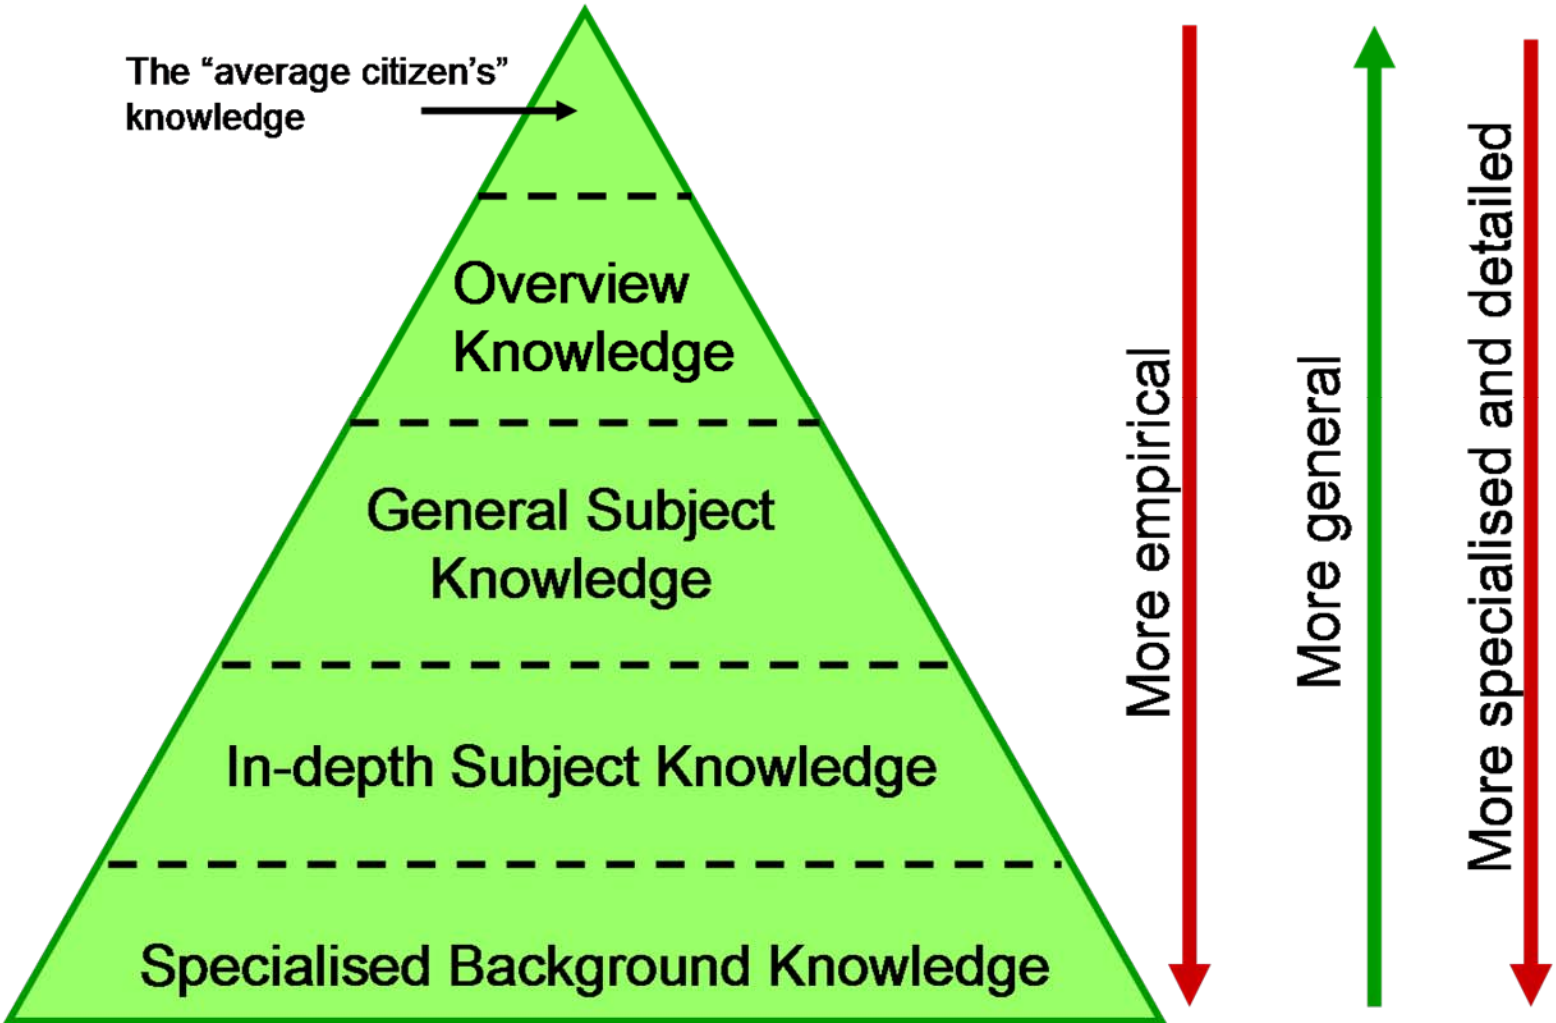 The “average citizen’s”
knowledge
Overview
Knowledge
General Subject
Knowledge
In-depth Subject Knowledge
Specialised Background Knowledge
More empirical
More general
More specialised and detailed